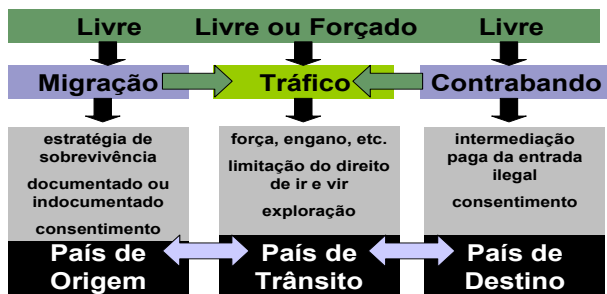 Livre
Livre ou Forçado
Livre
Migração
Tráfico
Contrabando
estratégia de
sobrevivência
documentado ou
indocumentado
consentimento
força, engano, etc.
limitação do direito
de ir e vir
exploração
intermediação
paga da entrada
ilegal
consentimento
País de
Origem
País de
Trânsito
País de
Destino